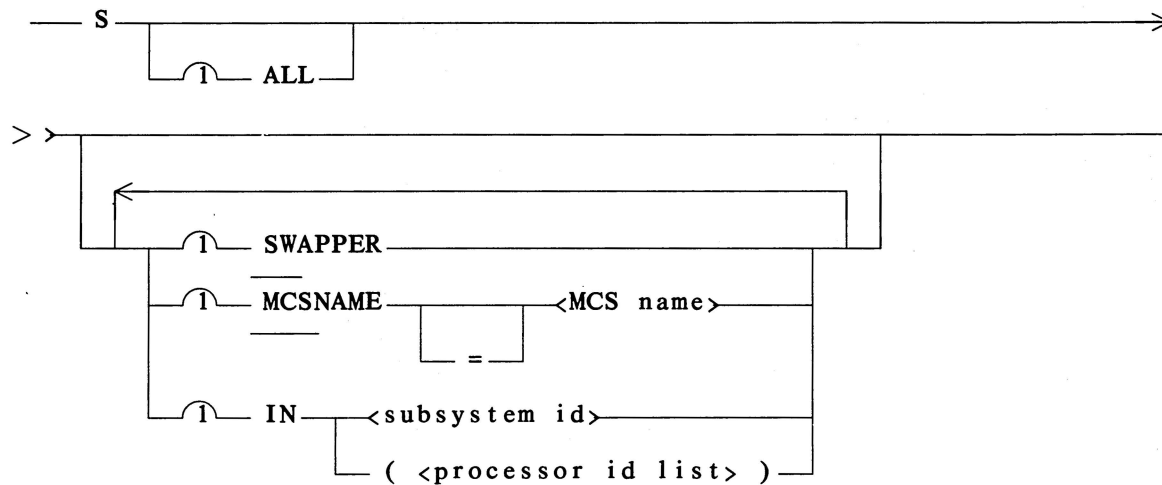 S
1 ALL
> >
1 SWAPPER
1 MCSNAME <MCS name>
=
1 IN <subsystem id>
( <processor id list> )